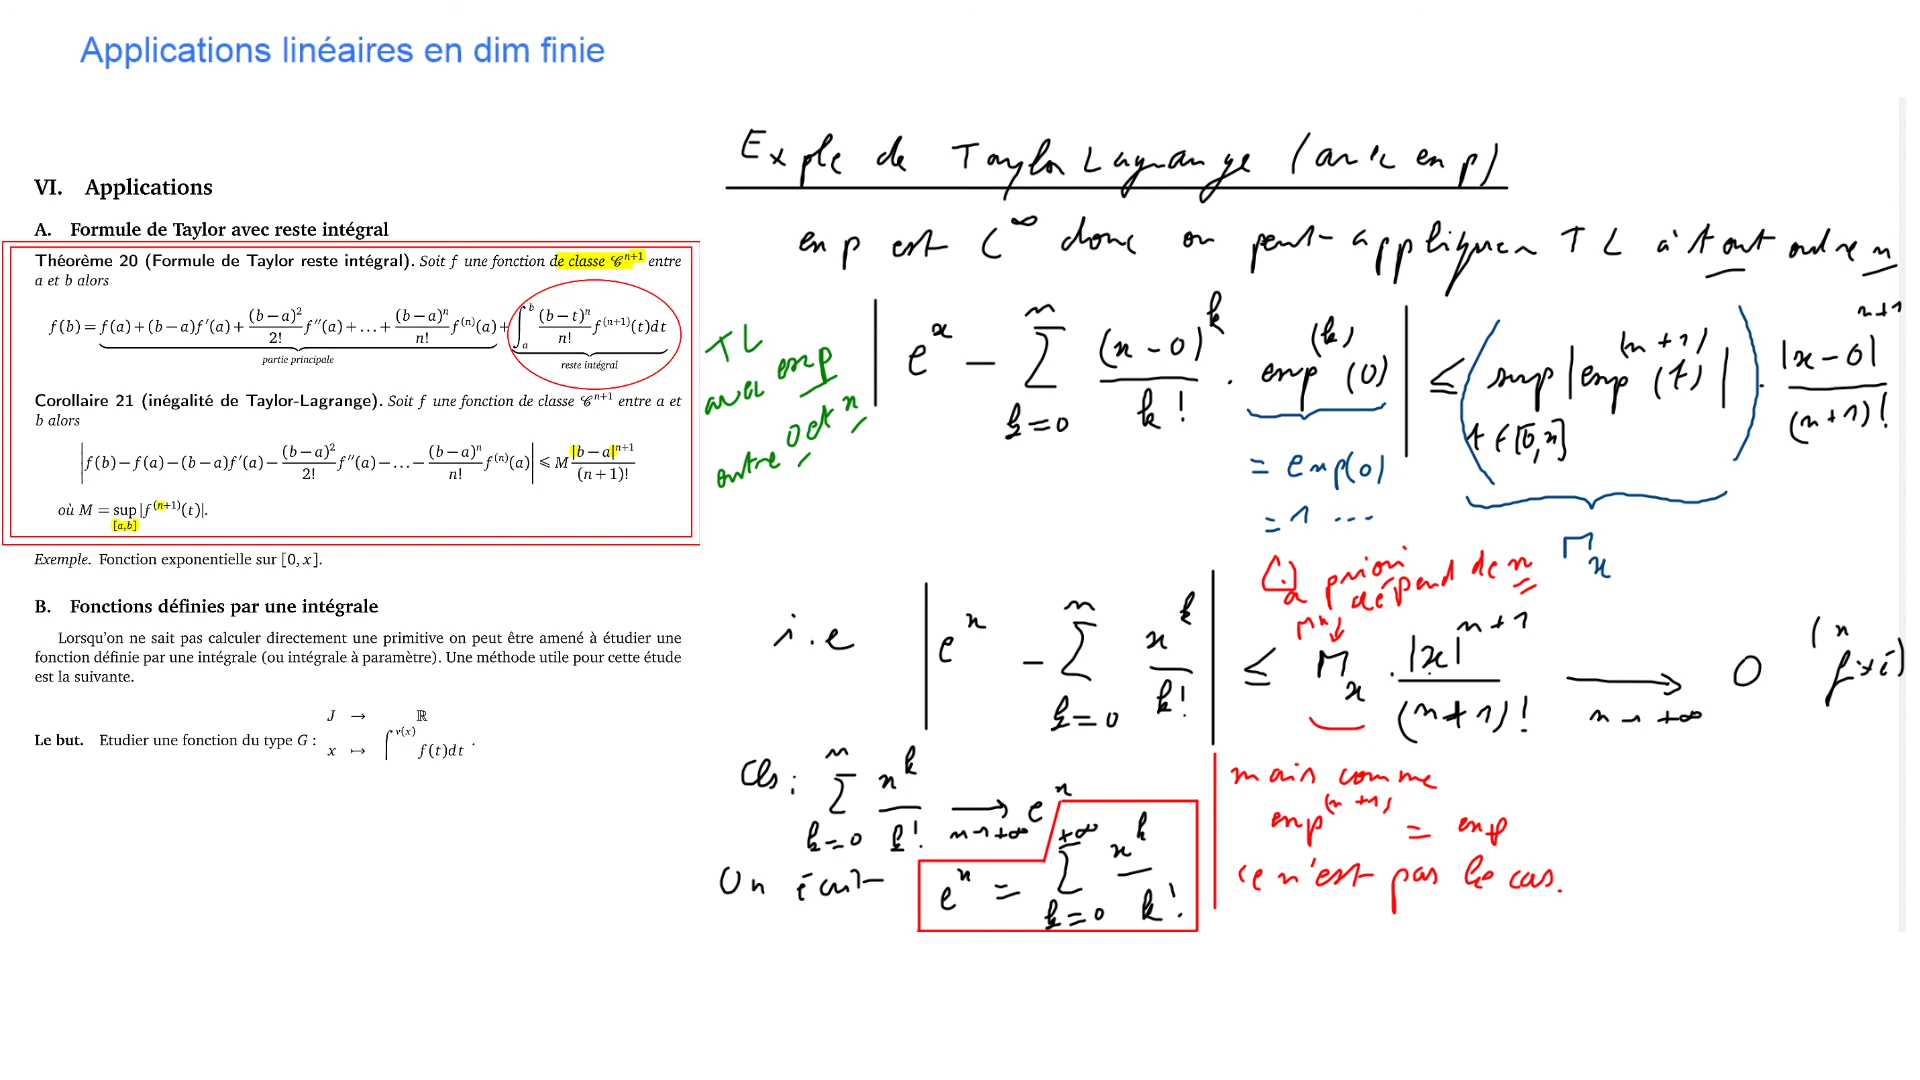 Applications linéaires en dim finie
VI. Applications
A. Formule de Taylor avec reste intégral
Théorème 20 (Formule de Taylor reste intégral). Soit f une fonction de classe 𝒞ⁿ⁺¹ entre
a et b alors
f(b) = f(a) + (b−a)f′(a) + (b−a)²/2! f″(a) + … + (b−a)ⁿ/n! f⁽ⁿ⁾(a) + ∫_a^b (b−t)ⁿ/n! f⁽ⁿ⁺¹⁾(t)dt
partie principale
reste intégral
Corollaire 21 (inégalité de Taylor-Lagrange). Soit f une fonction de classe 𝒞ⁿ⁺¹ entre a et
b alors
|f(b) − f(a) − (b−a)f′(a) − (b−a)²/2! f″(a) − … − (b−a)ⁿ/n! f⁽ⁿ⁾(a)| ⩽ M |b−a|ⁿ⁺¹/(n+1)!
où M = sup_[a,b] |f⁽ⁿ⁺¹⁾(t)|.
Exemple. Fonction exponentielle sur [0, x].
B. Fonctions définies par une intégrale
Lorsqu'on ne sait pas calculer directement une primitive on peut être amené à étudier une
fonction définie par une intégrale (ou intégrale à paramètre). Une méthode utile pour cette étude
est la suivante.
Le but. Etudier une fonction du type G : J → ℝ
x ↦ ∫^v(x) f(t)dt .
Exple de Taylor Lagrange (avec exp)
exp est C^∞ donc on peut appliquer TL à tout ordre n
TL
avec exp
entre 0 et x
|e^x − Σ_{k=0}^n (x−0)^k/k! . exp^(k)(0)| ≤ (sup_{t∈[0,x]} |exp^(n+1)(t)|) . |x−0|^{n+1}/(n+1)!
= exp(0)
= 1 ...
M_x
⚠ a priori
dépend de n
M^n
i.e |e^x − Σ_{k=0}^n x^k/k!| ≤ M_x . |x|^{n+1}/(n+1)! → 0 (x fixé)
n→+∞
Cls : Σ_{k=0}^n x^k/k! → e^x
n→+∞
On écrit e^x = Σ_{k=0}^{+∞} x^k/k!
mais comme
exp^(n+1) = exp
ce n'est pas le cas.